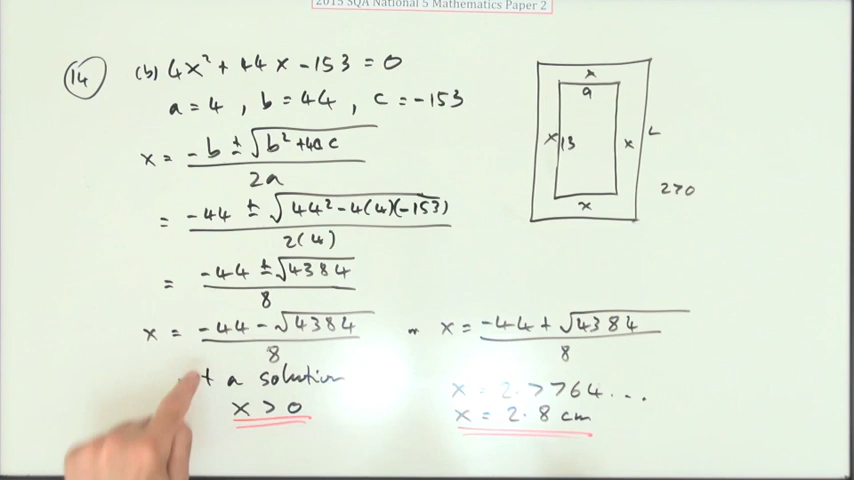 2015 SQA National 5 Mathematics Paper 2
14 (b) 4x² + 44x - 153 = 0
a = 4 , b = 44 , c = -153
x = -b ± √b² + 4ac / 2a
= -44 ± √44² - 4(4)(-153) / 2(4)
= -44 ± √4384 / 8
x = -44 - √4384 / 8 or x = -44 + √4384 / 8
a solution
x > 0
x = 2.7764...
x = 2.8 cm
x
9
x 13 x L
x
270